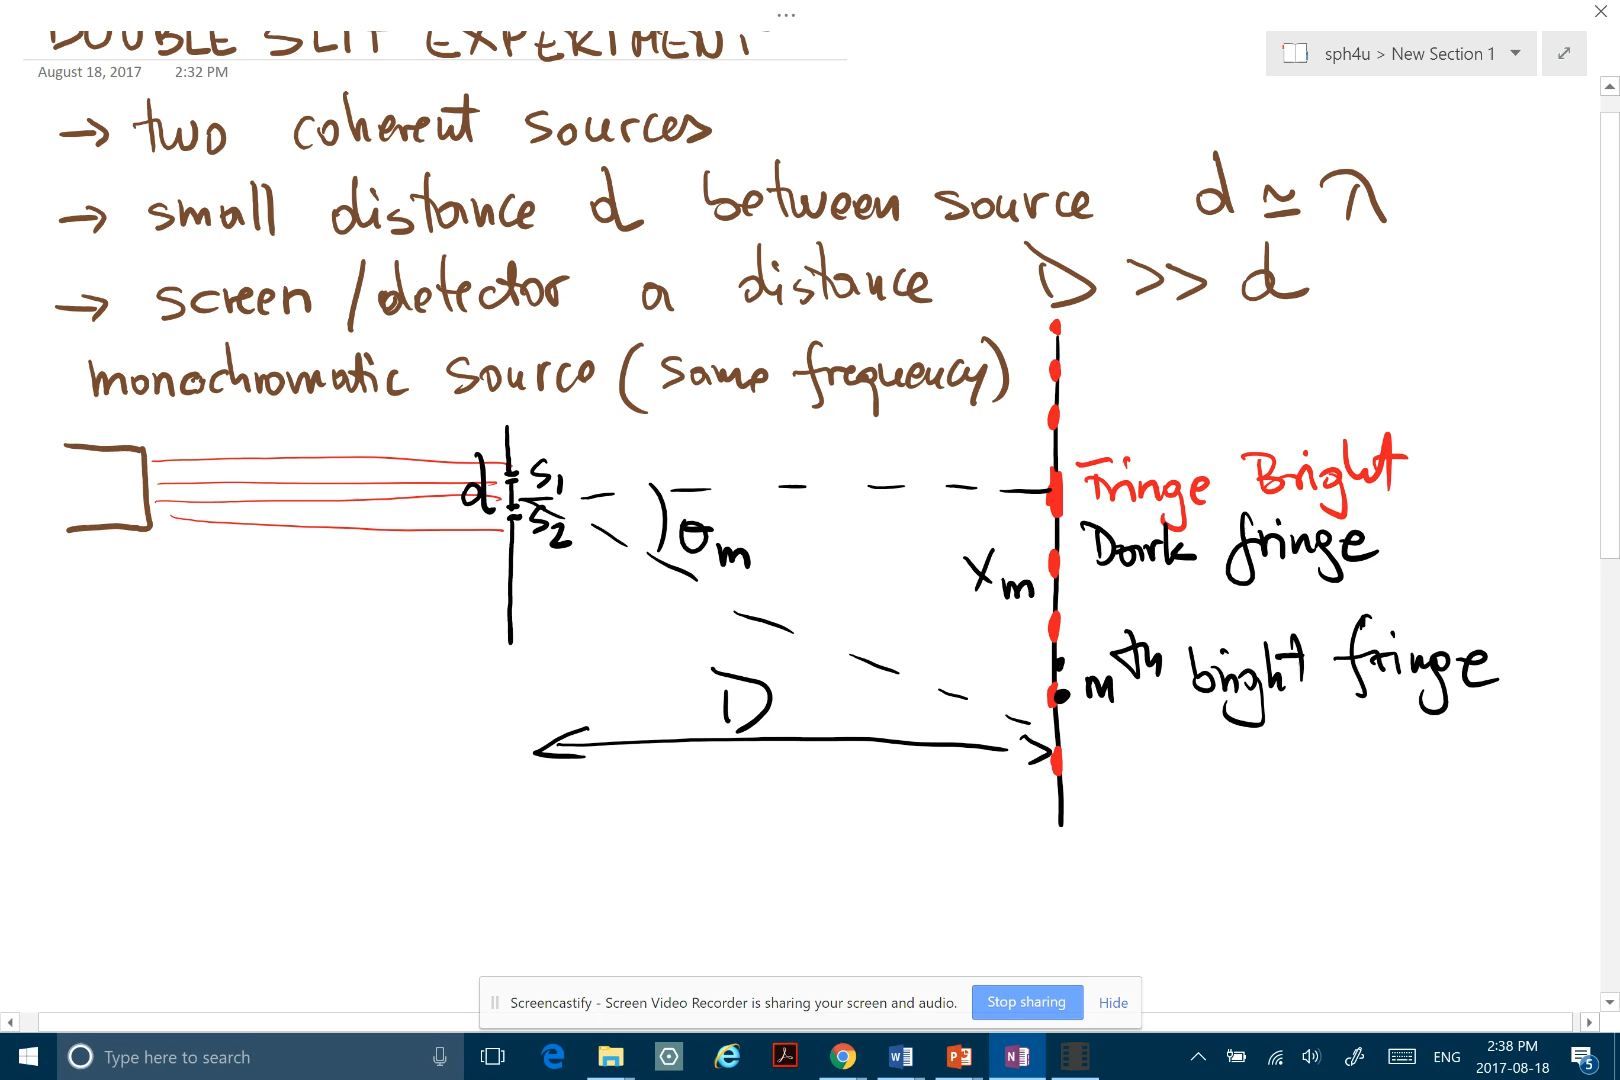 DOUBLE SLIT EXPERIMENT
sph4u > New Section 1
August 18, 2017 2:32 PM
→ two coherent sources
→ small distance d between source d ≃ λ
→ screen/detector a distance D >> d
monochromatic source (same frequency)
d S1
S2
θm
Xm
Fringe Bright
Dark fringe
mth bright fringe
D
Screencastify - Screen Video Recorder is sharing your screen and audio. Stop sharing Hide
Type here to search
ENG
2:38 PM
2017-08-18
5